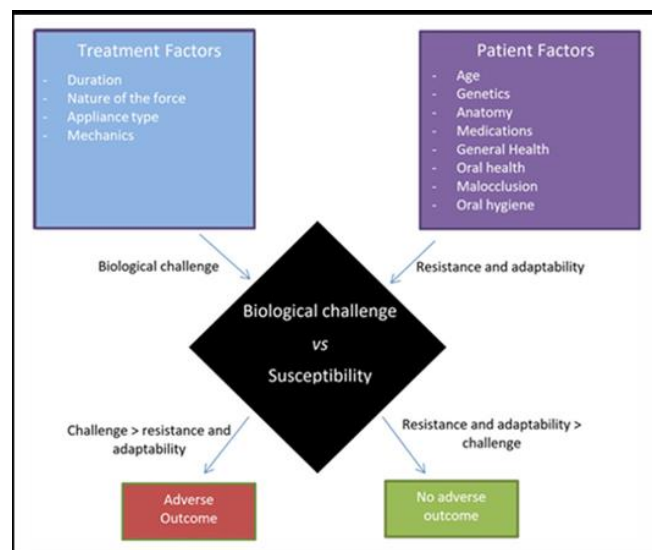 Treatment Factors
- Duration
- Nature of the force
- Appliance type
- Mechanics
Patient Factors
- Age
- Genetics
- Anatomy
- Medications
- General Health
- Oral health
- Malocclusion
- Oral hygiene
Biological challenge
Resistance and adaptability
Biological challenge
vs
Susceptibility
Challenge > resistance and
adaptability
Resistance and adaptability >
challenge
Adverse
Outcome
No adverse
outcome